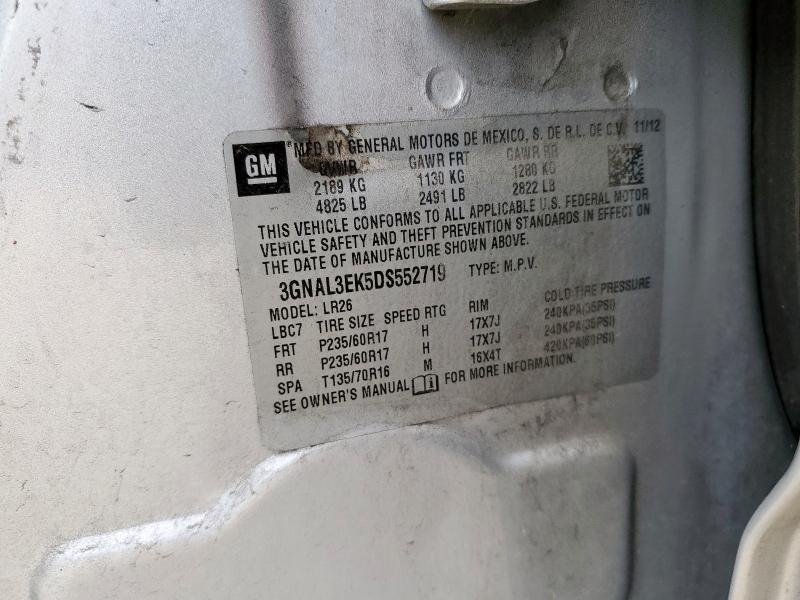 GM
MFD BY GENERAL MOTORS DE MEXICO, S. DE R.L. DE C.V. 11/12
GVWR GAWR FRT GAWR RR
2189 KG 1130 KG 1280 KG
4825 LB 2491 LB 2822 LB
THIS VEHICLE CONFORMS TO ALL APPLICABLE U.S. FEDERAL MOTOR
VEHICLE SAFETY AND THEFT PREVENTION STANDARDS IN EFFECT ON
THE DATE OF MANUFACTURE SHOWN ABOVE.
3GNAL3EK5DS552719 TYPE: M.P.V.
MODEL: LR26
LBC7 TIRE SIZE SPEED RTG RIM COLD TIRE PRESSURE
FRT P235/60R17 H 17X7J 240KPA(35PSI)
RR P235/60R17 H 17X7J 240KPA(35PSI)
SPA T135/70R16 M 16X4T 420KPA(60PSI)
SEE OWNER'S MANUAL FOR MORE INFORMATION.